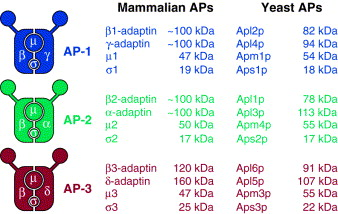 Mammalian APs Yeast APs
β1-adaptin ~100 kDa Apl2p 82 kDa
γ-adaptin ~100 kDa Apl4p 94 kDa
μ1 47 kDa Apm1p 54 kDa
σ1 19 kDa Aps1p 18 kDa
μ
β γ
σ
AP-1
β2-adaptin ~100 kDa Apl1p 78 kDa
α-adaptin ~100 kDa Apl3p 113 kDa
μ2 50 kDa Apm4p 55 kDa
σ2 17 kDa Aps2p 17 kDa
μ
β α
σ
AP-2
β3-adaptin 120 kDa Apl6p 91 kDa
δ-adaptin 160 kDa Apl5p 107 kDa
μ3 47 kDa Apm3p 55 kDa
σ3 25 kDa Aps3p 22 kDa
μ
β δ
σ
AP-3